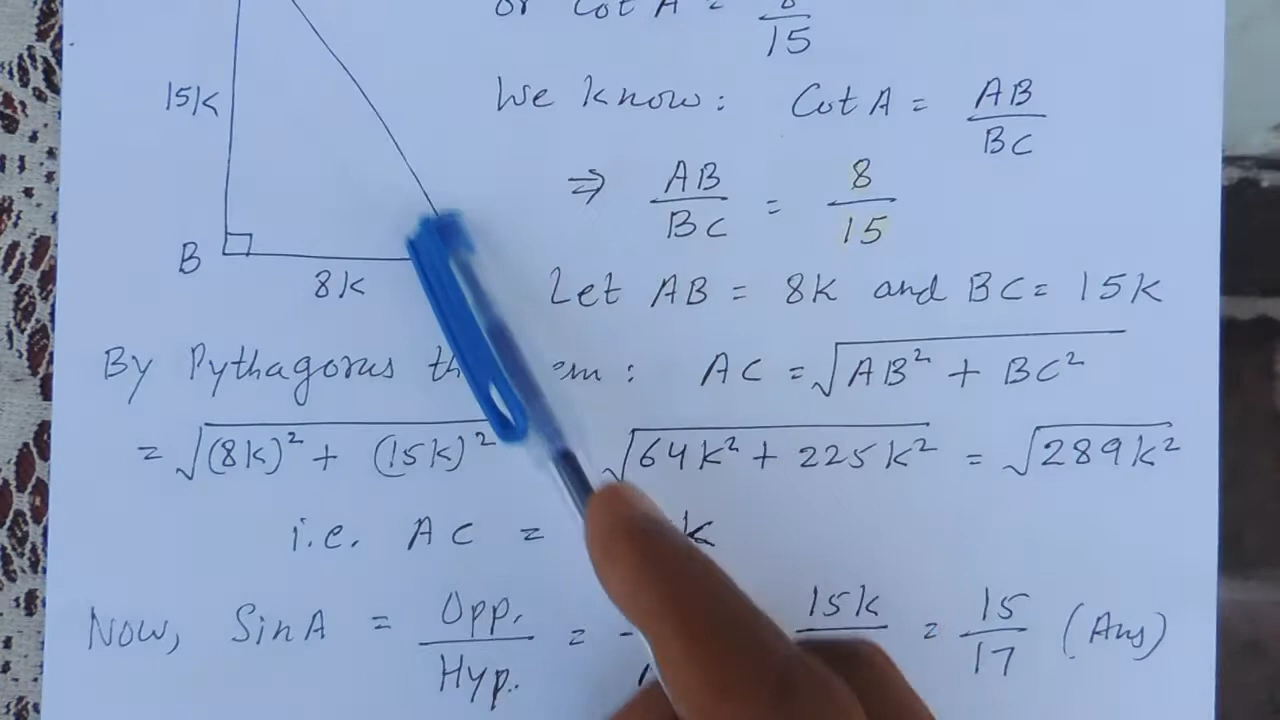 or Cot A = 8/15
15k
We know: Cot A = AB/BC
⇒ AB/BC = 8/15
B
8k
Let AB = 8k and BC = 15k
By Pythagorus : AC = √AB² + BC²
= √(8k)² + (15k)² √64k² + 225k² = √289k²
i.e. AC = k
Now, Sin A = Opp./Hyp. = 15k = 15/17 (Ans)